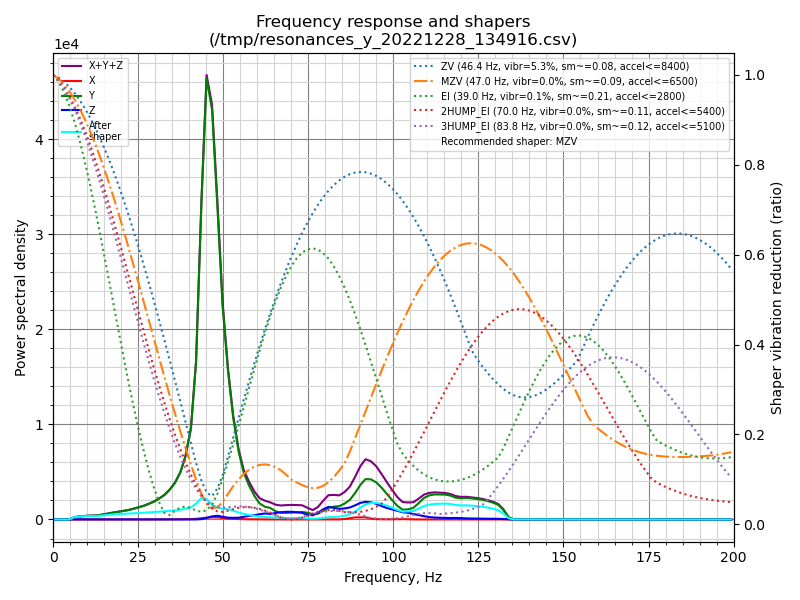 Frequency response and shapers
(/tmp/resonances_y_20221228_134916.csv)
1e4
X+Y+Z
X
Y
Z
After
shaper
ZV (46.4 Hz, vibr=5.3%, sm~=0.08, accel<=8400)
MZV (47.0 Hz, vibr=0.0%, sm~=0.09, accel<=6500)
EI (39.0 Hz, vibr=0.1%, sm~=0.21, accel<=2800)
2HUMP_EI (70.0 Hz, vibr=0.0%, sm~=0.11, accel<=5400)
3HUMP_EI (83.8 Hz, vibr=0.0%, sm~=0.12, accel<=5100)
Recommended shaper: MZV
Power spectral density
4
3
2
1
0
1.0
0.8
0.6
0.4
0.2
0.0
Shaper vibration reduction (ratio)
0 25 50 75 100 125 150 175 200
Frequency, Hz